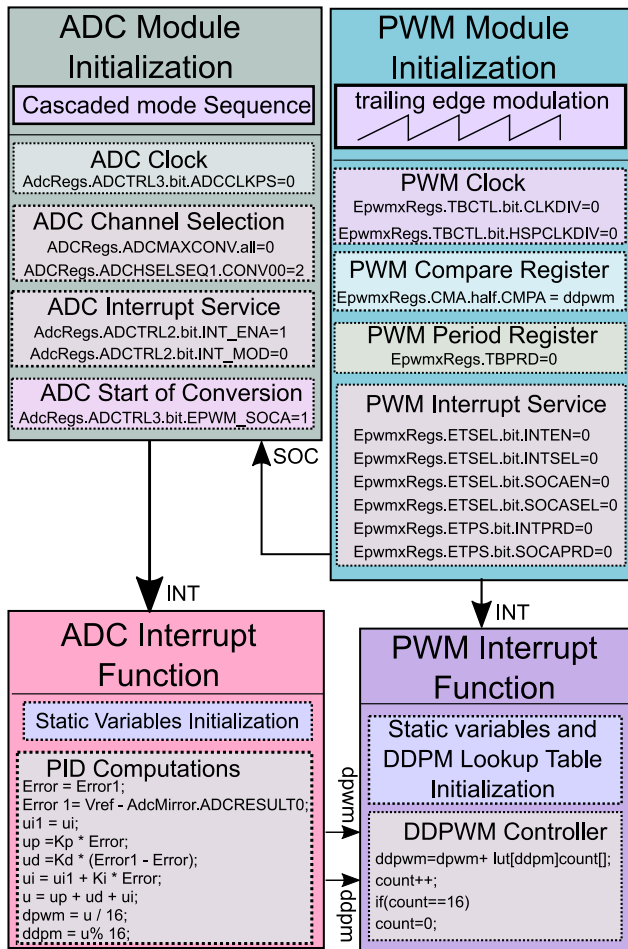 ADC Module
Initialization
Cascaded mode Sequence
ADC Clock
AdcRegs.ADCTRL3.bit.ADCCLKPS=0
ADC Channel Selection
ADCRegs.ADCMAXCONV.all=0
ADCRegs.ADCHSELSEQ1.CONV00=2
ADC Interrupt Service
AdcRegs.ADCTRL2.bit.INT_ENA=1
AdcRegs.ADCTRL2.bit.INT_MOD=0
ADC Start of Conversion
AdcRegs.ADCTRL3.bit.EPWM_SOCA=1
PWM Module
Initialization
trailing edge modulation
PWM Clock
EpwmxRegs.TBCTL.bit.CLKDIV=0
EpwmxRegs.TBCTL.bit.HSPCLKDIV=0
PWM Compare Register
EpwmxRegs.CMA.half.CMPA = ddpwm
PWM Period Register
EpwmxRegs.TBPRD=0
PWM Interrupt Service
EpwmxRegs.ETSEL.bit.INTEN=0
EpwmxRegs.ETSEL.bit.INTSEL=0
EpwmxRegs.ETSEL.bit.SOCAEN=0
EpwmxRegs.ETSEL.bit.SOCASEL=0
EpwmxRegs.ETPS.bit.INTPRD=0
EpwmxRegs.ETPS.bit.SOCAPRD=0
SOC
INT
INT
ADC Interrupt
Function
Static Variables Initialization
PID Computations
Error = Error1;
Error 1= Vref - AdcMirror.ADCRESULT0;
ui1 = ui;
up =Kp * Error;
ud =Kd * (Error1 - Error);
ui = ui1 + Ki * Error;
u = up + ud + ui;
dpwm = u / 16;
ddpm = u% 16;
dpwm
ddpm
PWM Interrupt
Function
Static variables and
DDPM Lookup Table
Initialization
DDPWM Controller
ddpwm=dpwm+ lut[ddpm]count[];
count++;
if(count==16)
count=0;